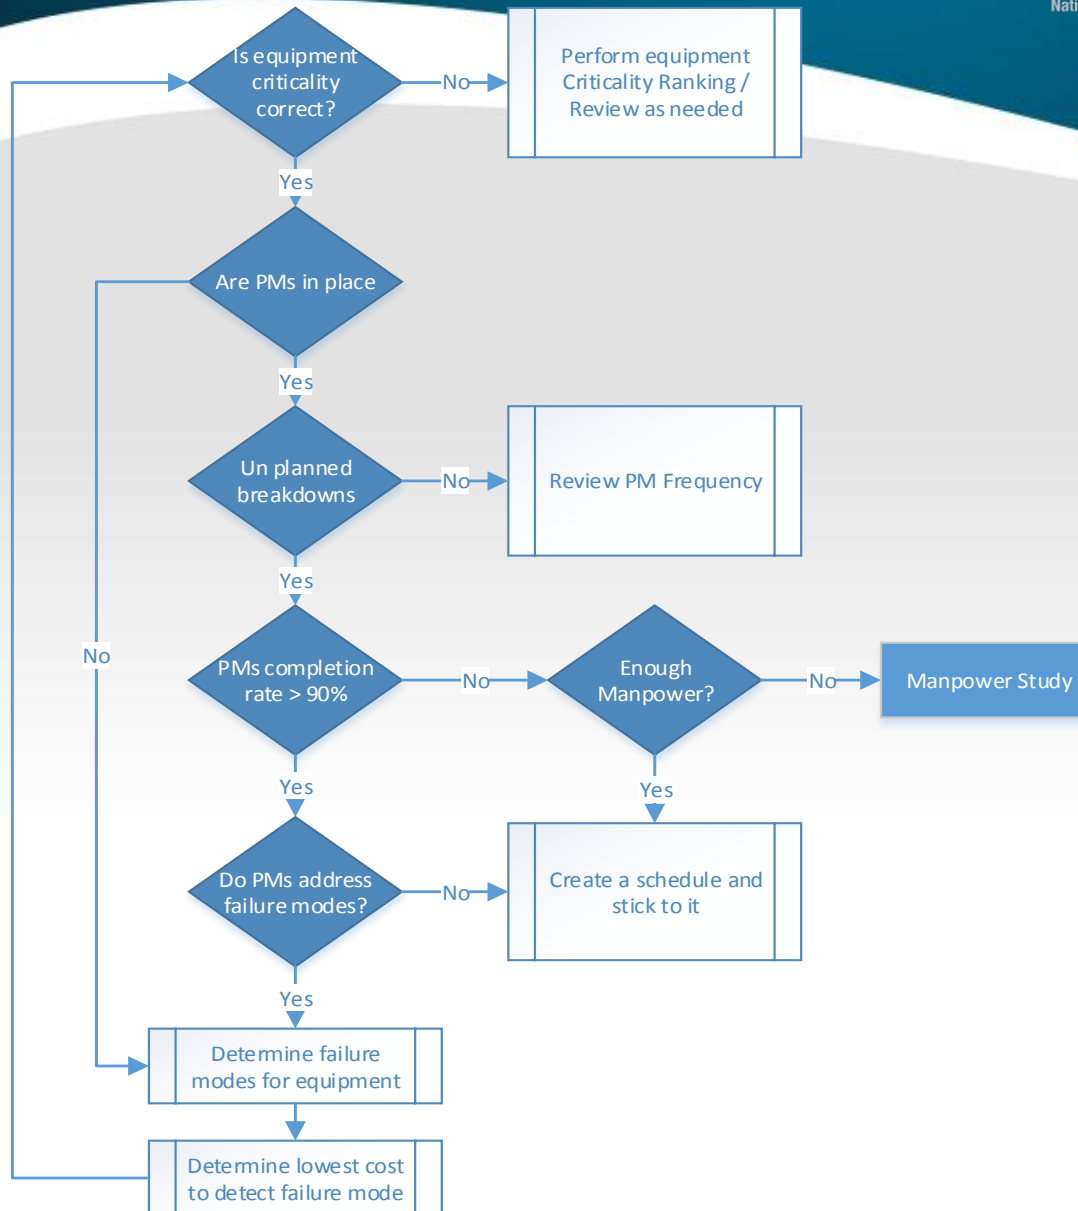 Nati
Is equipment
criticality
correct?
No
Perform equipment
Criticality Ranking /
Review as needed
Yes
Are PMs in place
Yes
Un planned
breakdowns
No
Review PM Frequency
Yes
No
PMs completion
rate > 90%
No
Enough
Manpower?
No
Manpower Study
Yes
Yes
Do PMs address
failure modes?
No
Create a schedule and
stick to it
Yes
Determine failure
modes for equipment
Determine lowest cost
to detect failure mode